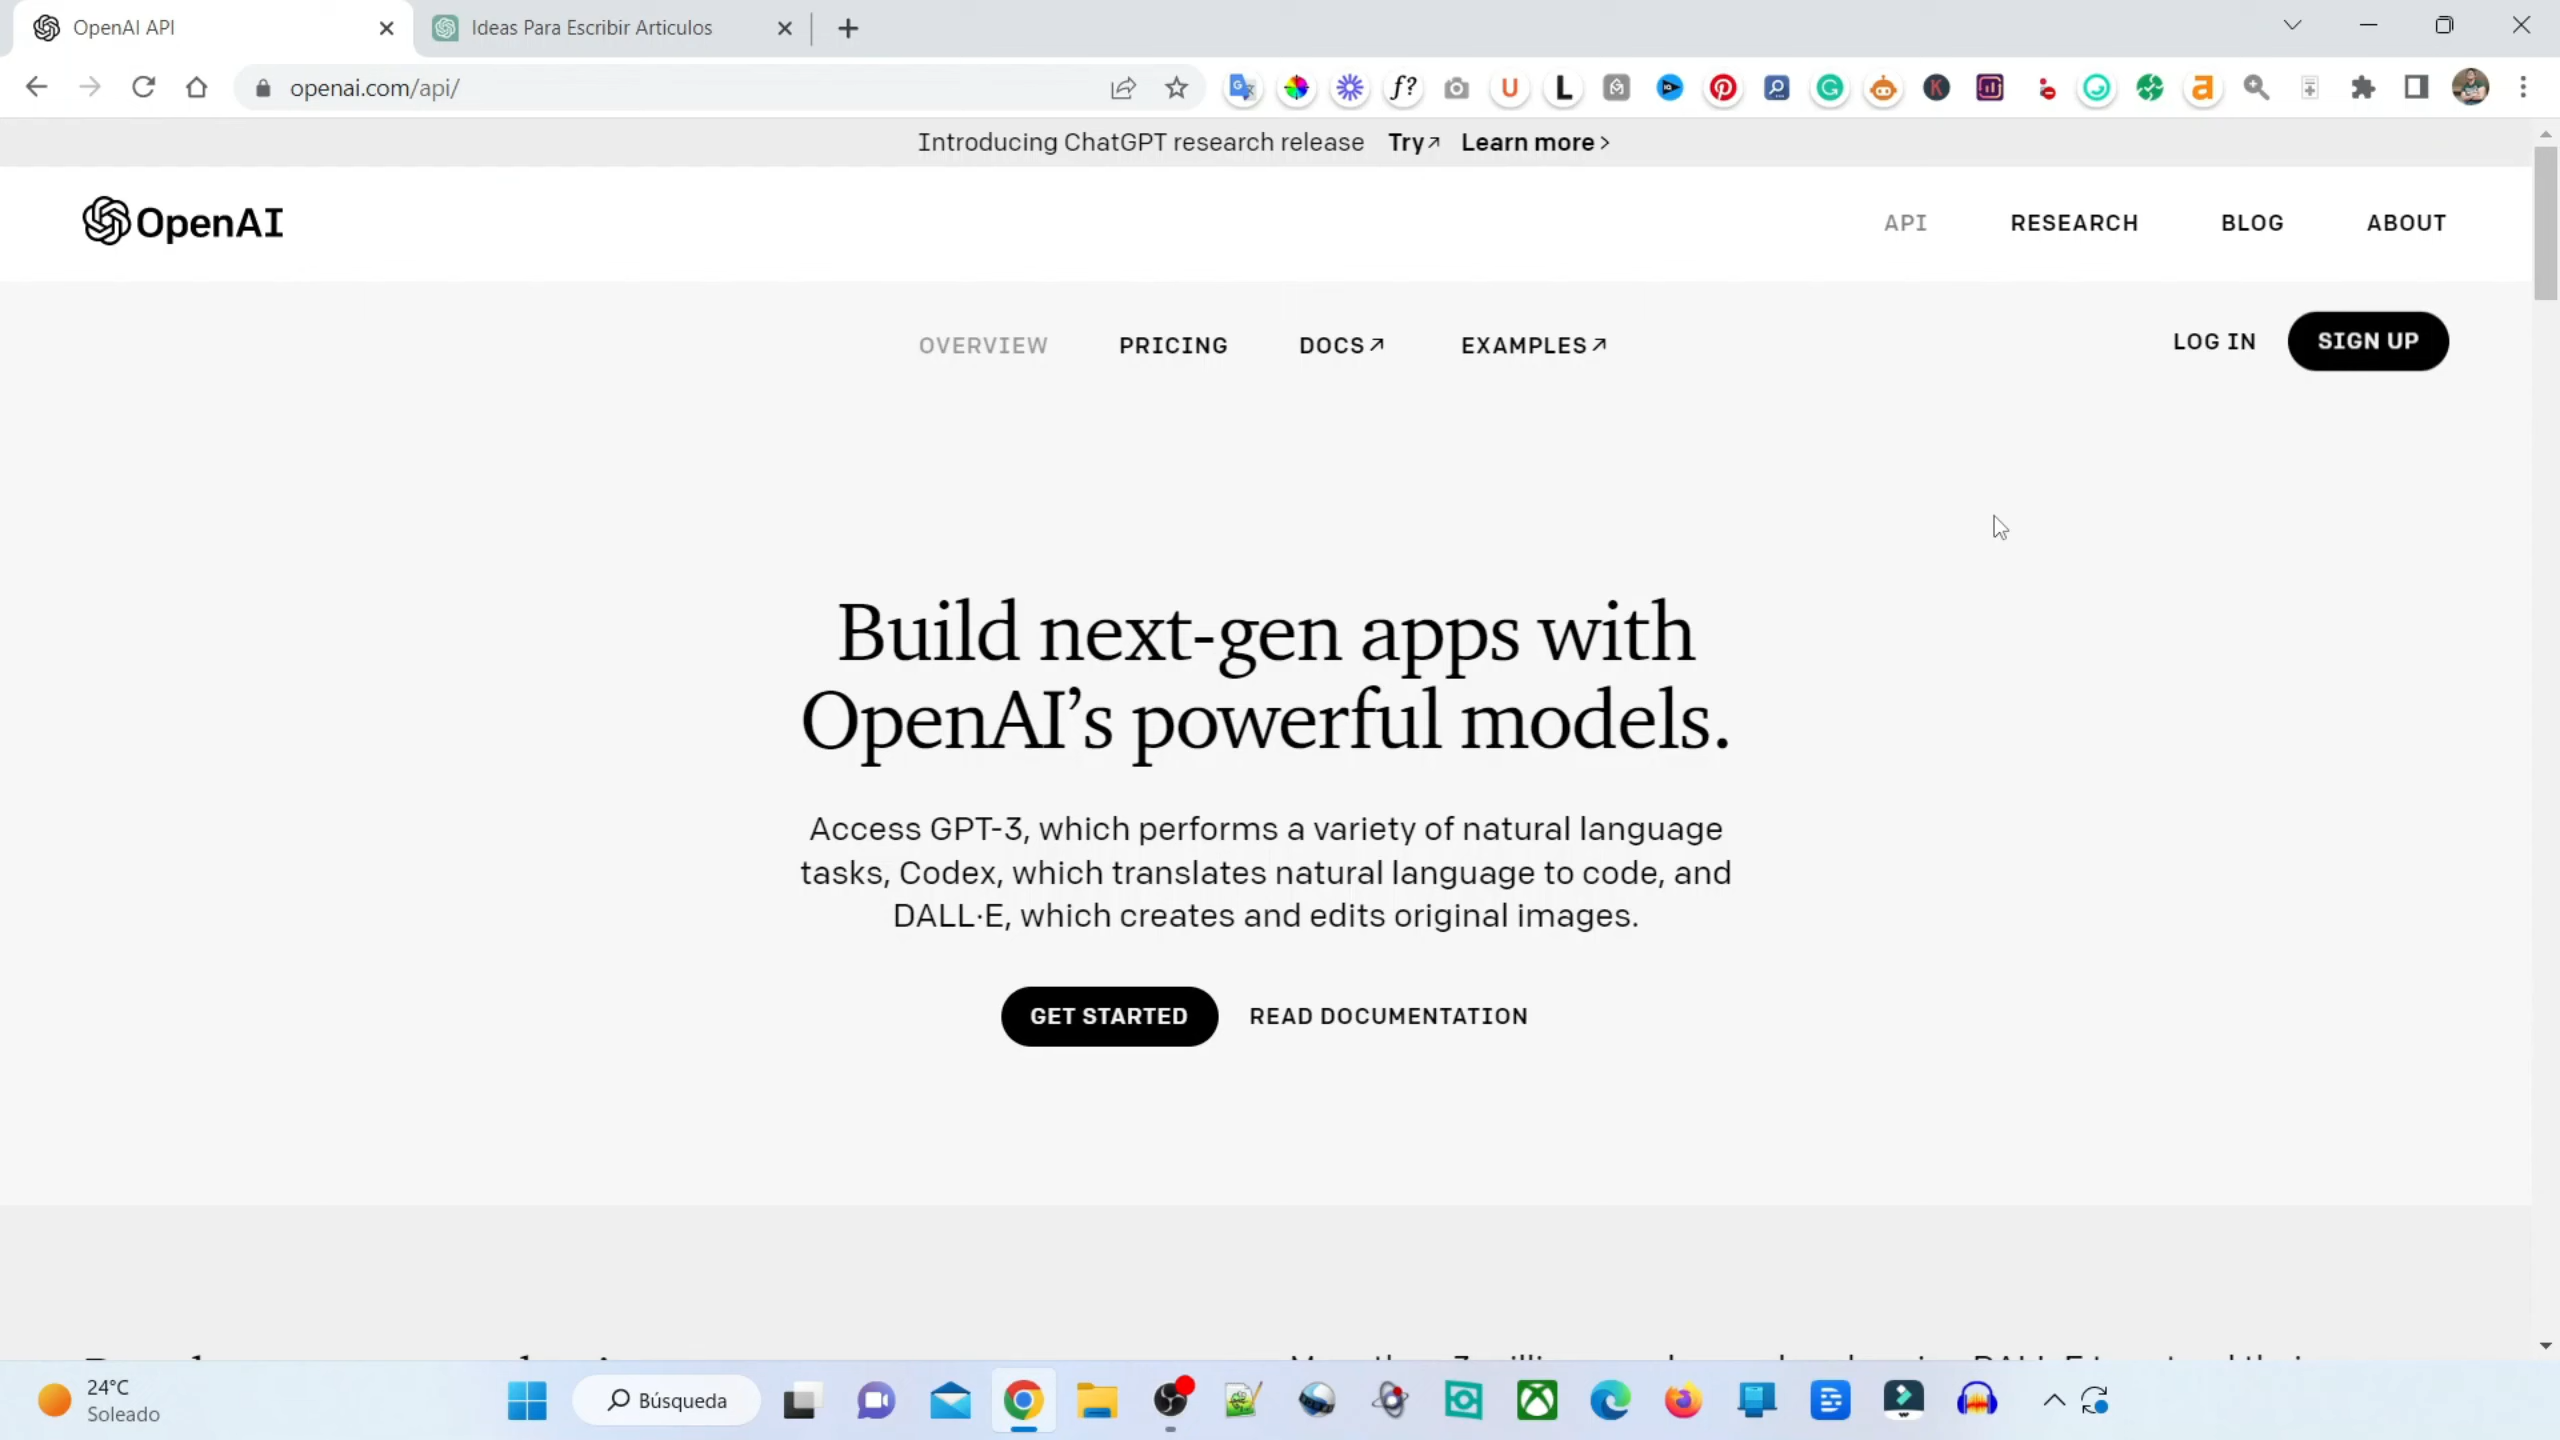 OpenAI API
Ideas Para Escribir Articulos
openai.com/api/
Introducing ChatGPT research release Try↗ Learn more >
OpenAI
API RESEARCH BLOG ABOUT
OVERVIEW PRICING DOCS↗ EXAMPLES↗
LOG IN SIGN UP
Build next-gen apps with
OpenAI’s powerful models.
Access GPT-3, which performs a variety of natural language
tasks, Codex, which translates natural language to code, and
DALL·E, which creates and edits original images.
GET STARTED READ DOCUMENTATION
24°C
Soleado
Búsqueda